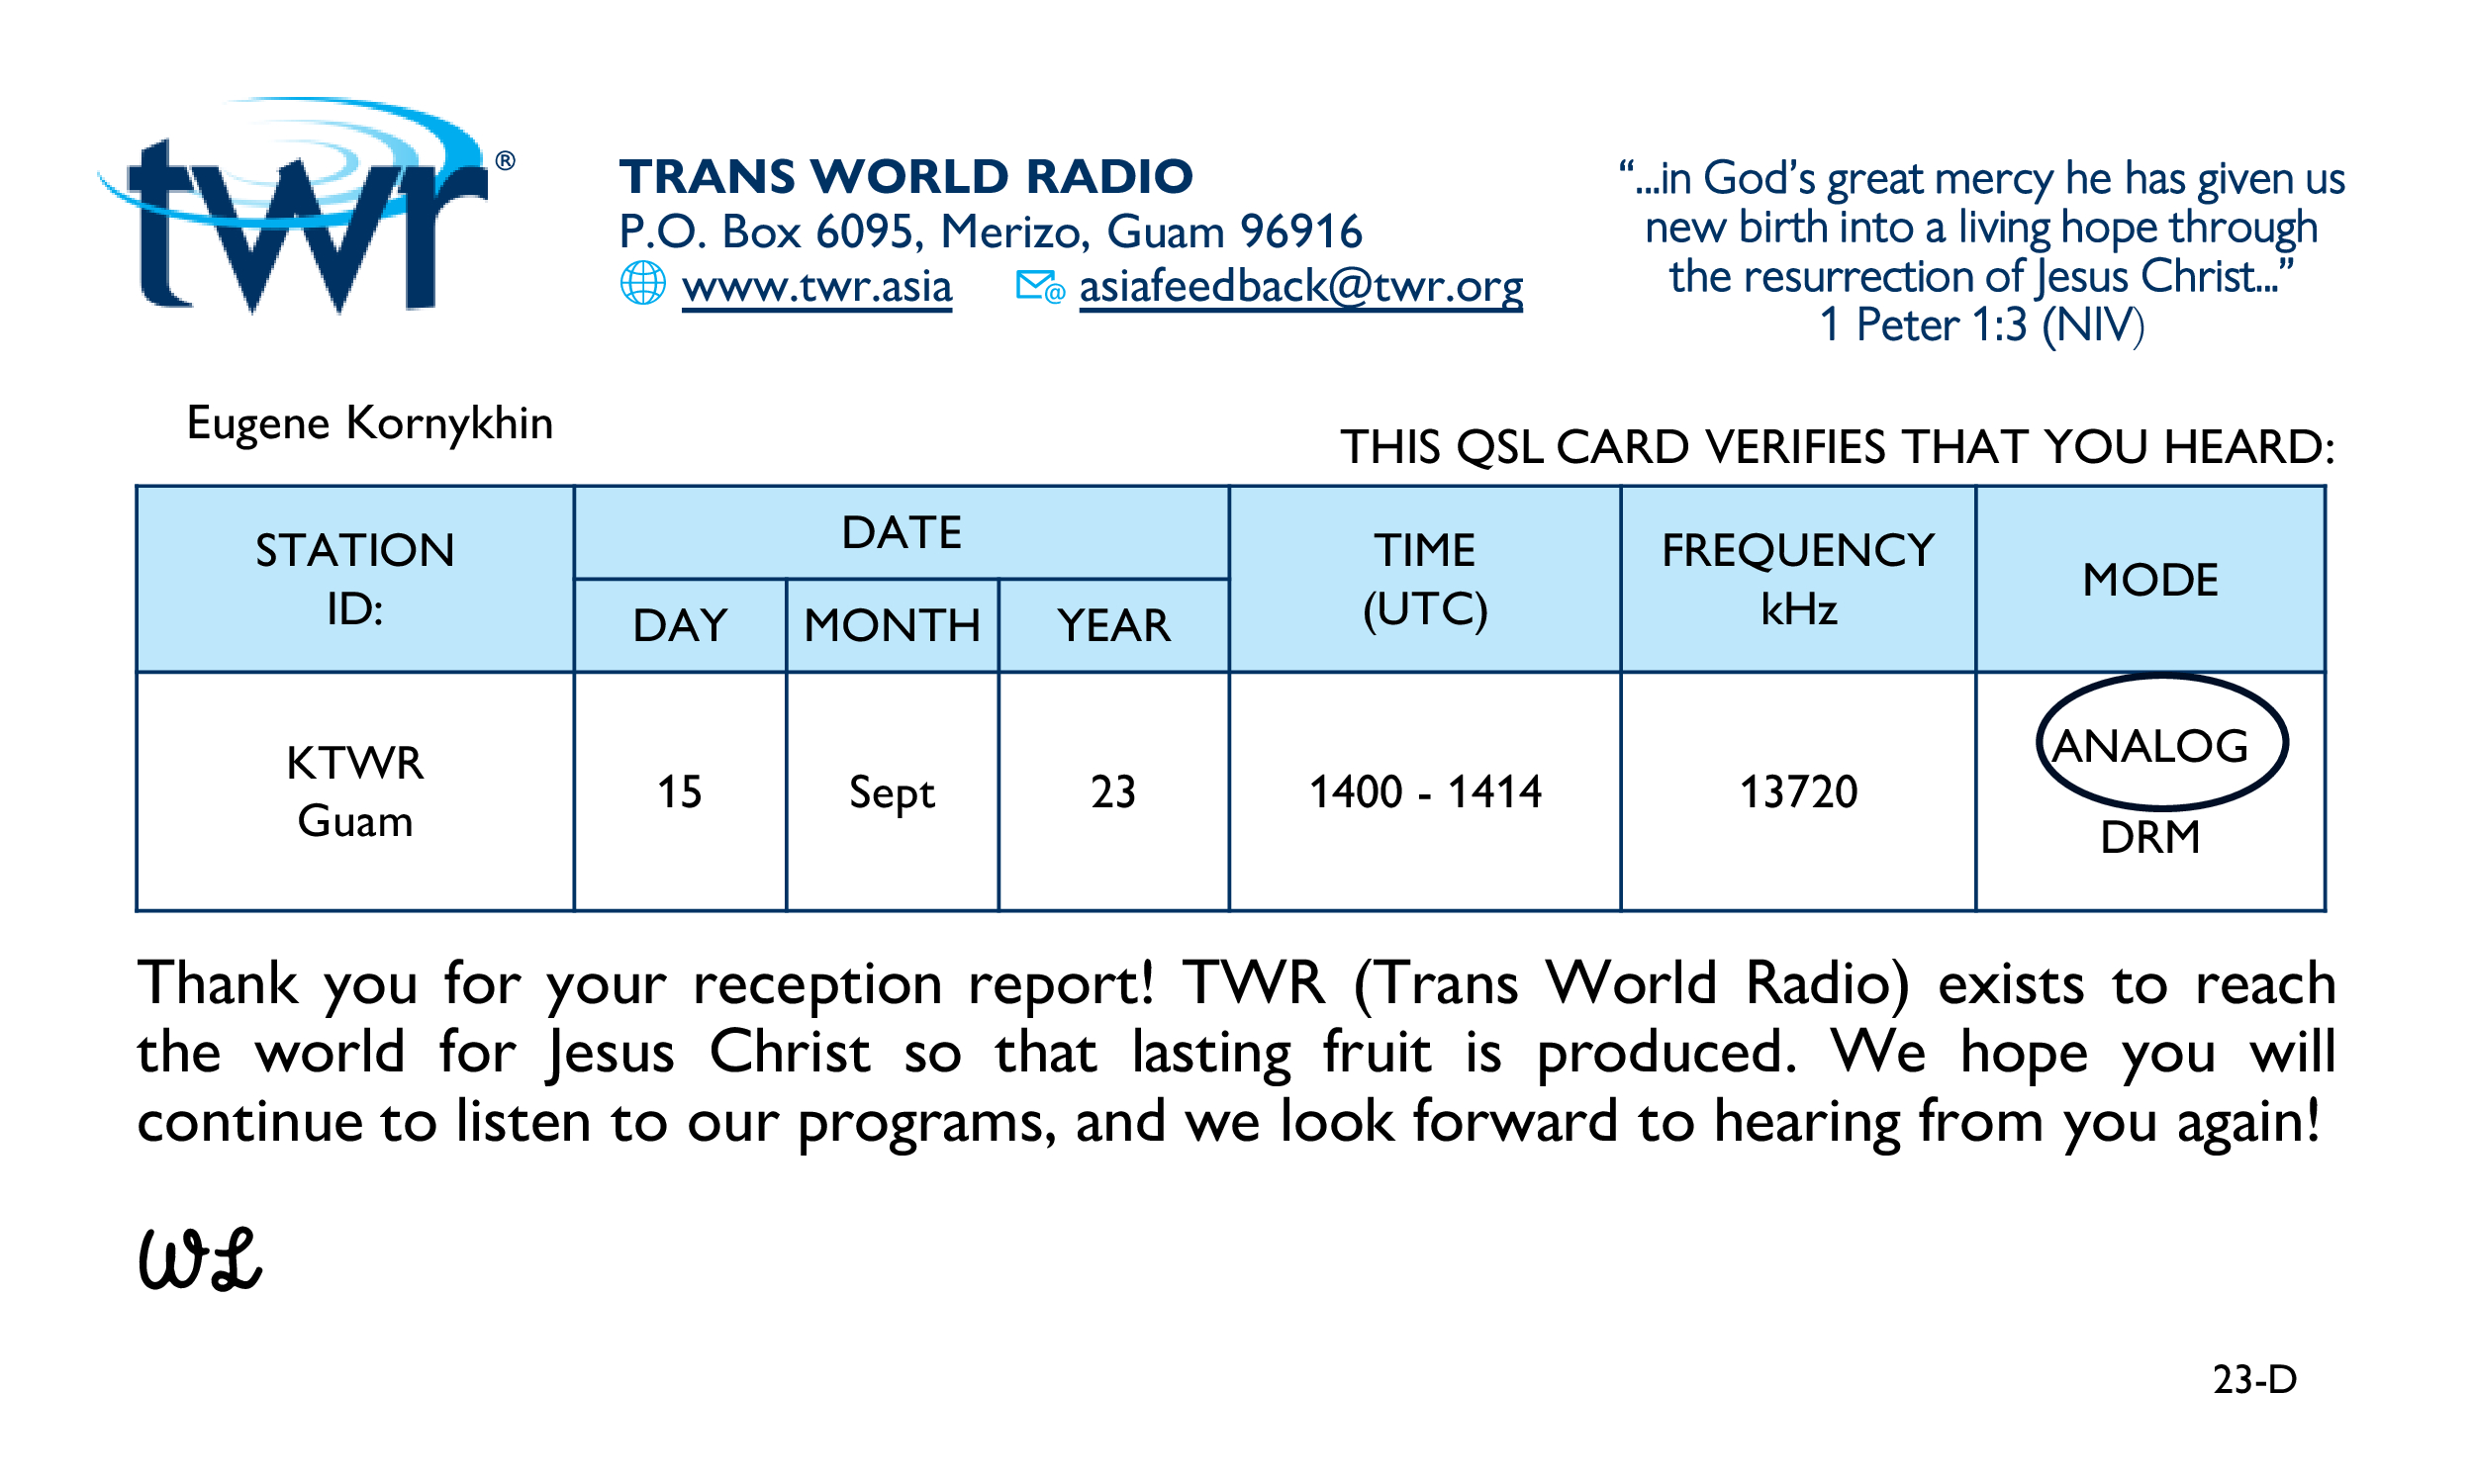 twr®
TRANS WORLD RADIO
P.O. Box 6095, Merizo, Guam 96916
www.twr.asia asiafeedback@twr.org
“...in God’s great mercy he has given us
new birth into a living hope through
the resurrection of Jesus Christ...”
1 Peter 1:3 (NIV)
Eugene Kornykhin
THIS QSL CARD VERIFIES THAT YOU HEARD:
STATION
ID:
DATE
DAY MONTH YEAR
TIME
(UTC)
FREQUENCY
kHz
MODE
KTWR
Guam
15 Sept 23 1400 - 1414 13720
ANALOG
DRM
Thank you for your reception report! TWR (Trans World Radio) exists to reach
the world for Jesus Christ so that lasting fruit is produced. We hope you will
continue to listen to our programs, and we look forward to hearing from you again!
WL
23-D